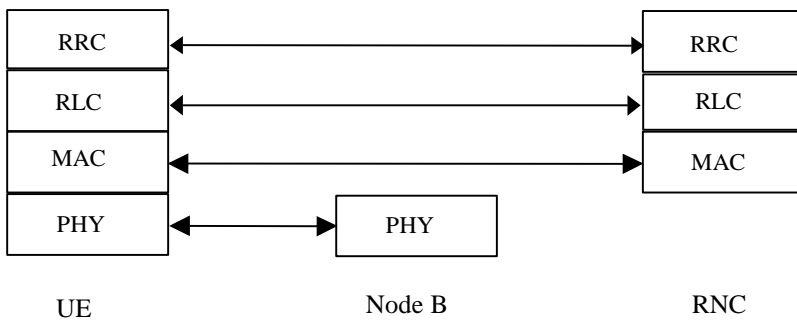 RRC RRC
RLC RLC
MAC MAC
PHY PHY
UE Node B RNC